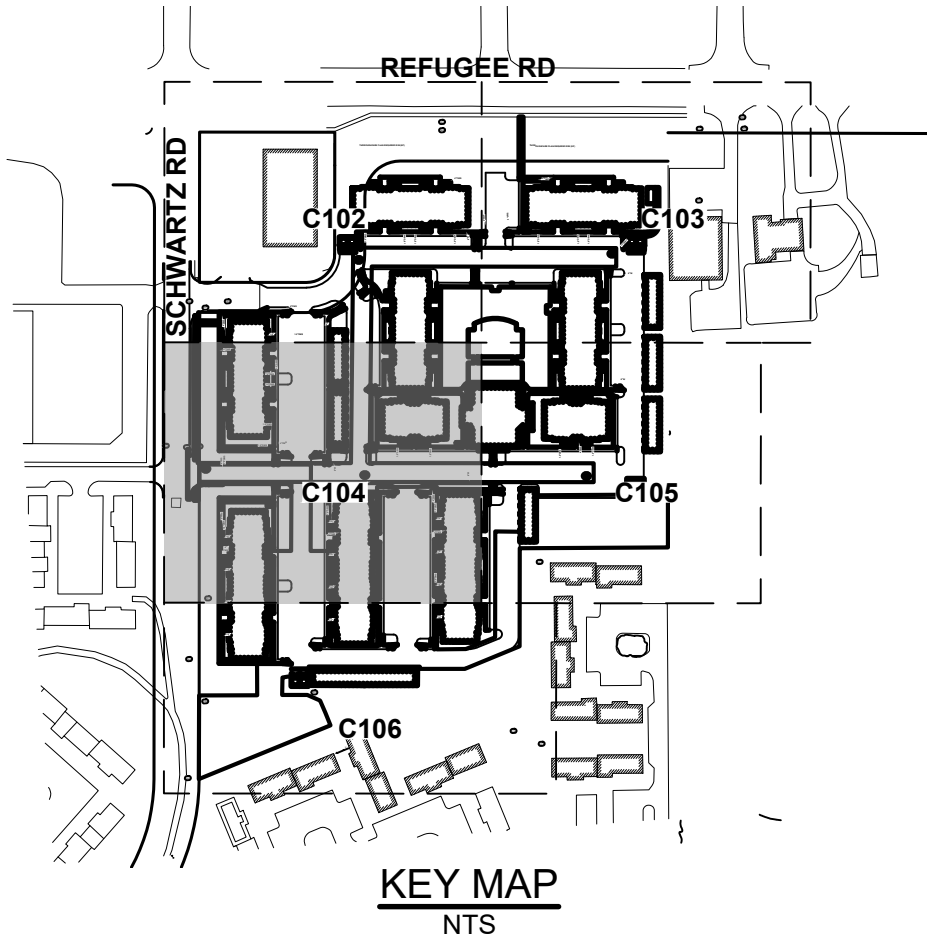 REFUGEE RD
SCHWARTZ RD
C102
C103
C104
C105
C106
KEY MAP
NTS